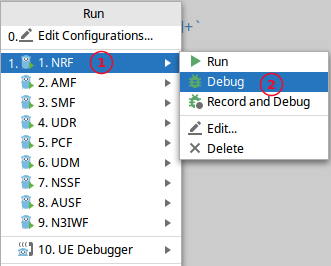 Run
]+`
0. Edit Configurations...
1. 1. NRF 1
2. AMF
3. SMF
4. UDR
5. PCF
6. UDM
7. NSSF
8. AUSF
9. N3IWF
10. UE Debugger
Run
Debug 2
Record and Debug
Edit...
Delete